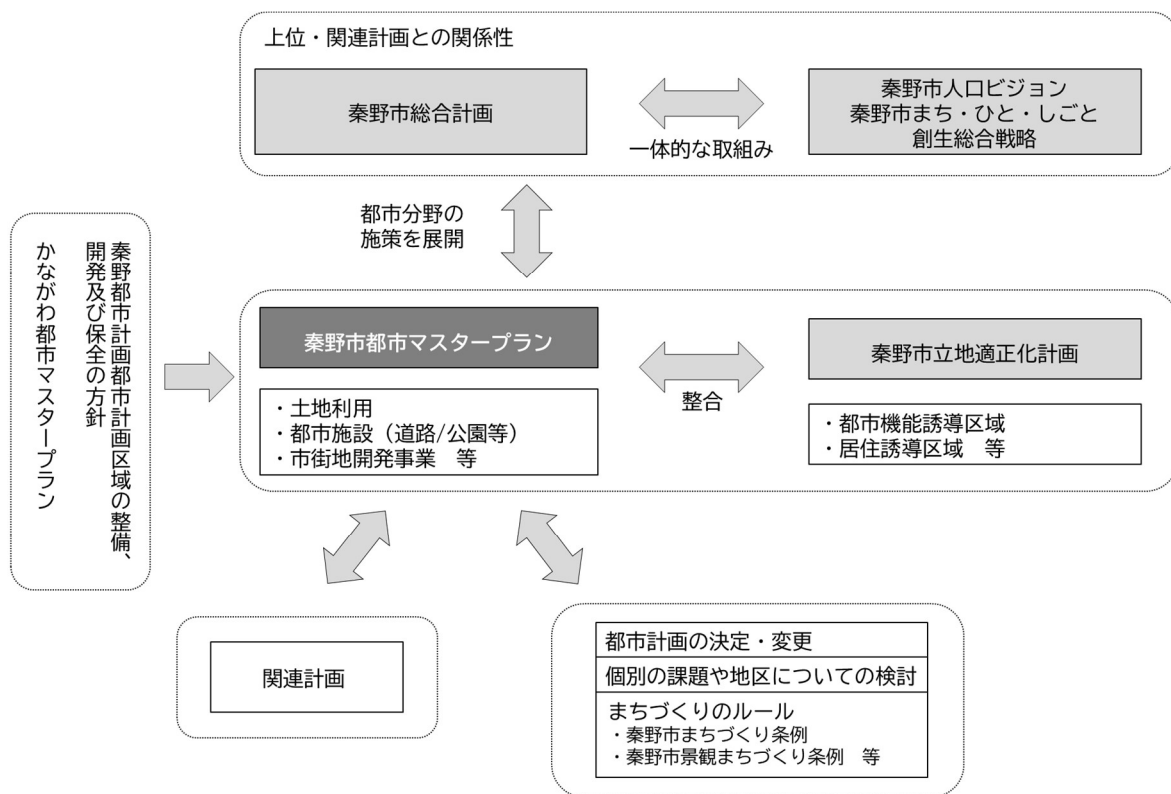 上位・関連計画との関係性
秦野市総合計画
一体的な取組み
秦野市人口ビジョン
秦野市まち・ひと・しごと
創生総合戦略
都市分野の
施策を展開
秦野都市計画都市計画区域の整備、
開発及び保全の方針
かながわ都市マスタープラン
秦野市都市マスタープラン
・土地利用
・都市施設（道路/公園等）
・市街地開発事業　等
整合
秦野市立地適正化計画
・都市機能誘導区域
・居住誘導区域　等
関連計画
都市計画の決定・変更
個別の課題や地区についての検討
まちづくりのルール
・秦野市まちづくり条例
・秦野市景観まちづくり条例　等